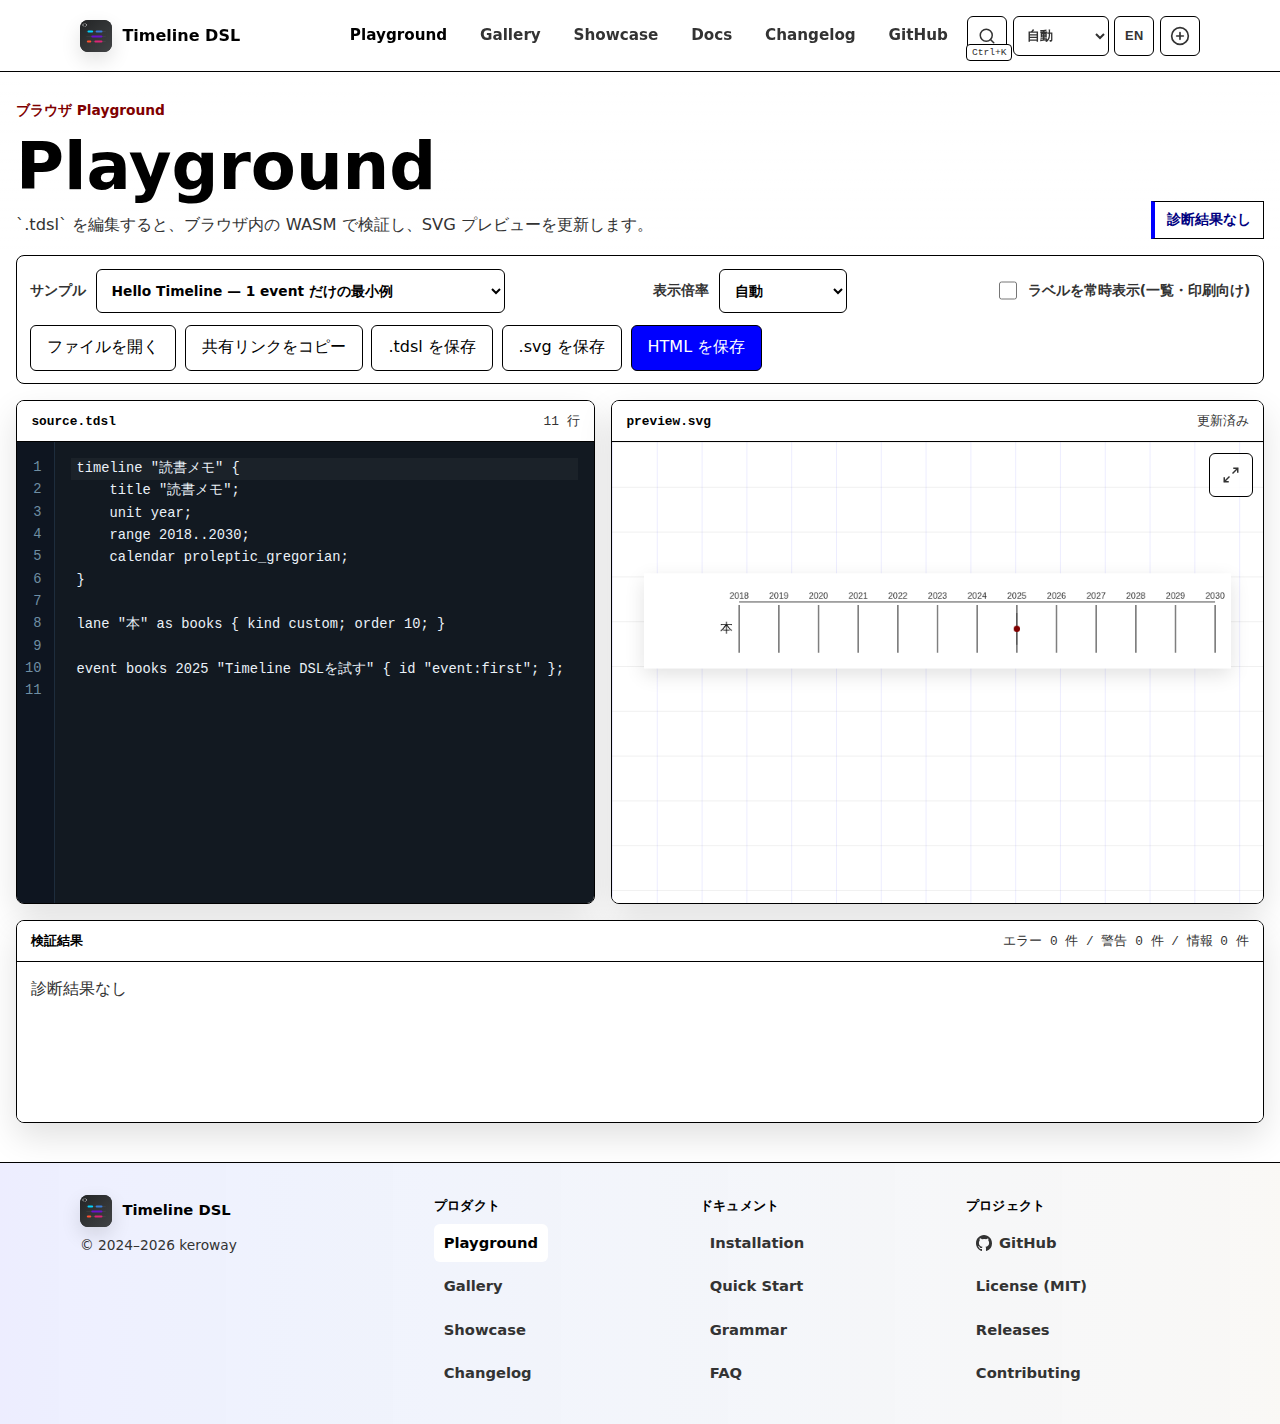 Timeline DSL
Playground Gallery Showcase Docs Changelog GitHub
Ctrl+K
自動
EN
ブラウザ Playground
Playground
`.tdsl` を編集すると、ブラウザ内の WASM で検証し、SVG プレビューを更新します。
診断結果なし
サンプル
Hello Timeline — 1 event だけの最小例
表示倍率
自動
ラベルを常時表示(一覧・印刷向け)
ファイルを開く
共有リンクをコピー
.tdsl を保存
.svg を保存
HTML を保存
source.tdsl
11 行
1 timeline "読書メモ" {
2 title "読書メモ";
3 unit year;
4 range 2018..2030;
5 calendar proleptic_gregorian;
6 }
7
8 lane "本" as books { kind custom; order 10; }
9
10 event books 2025 "Timeline DSLを試す" { id "event:first"; };
11
preview.svg
更新済み
2018 2019 2020 2021 2022 2023 2024 2025 2026 2027 2028 2029 2030
本
検証結果
エラー 0 件 / 警告 0 件 / 情報 0 件
診断結果なし
Timeline DSL
© 2024–2026 keroway
プロダクト
Playground
Gallery
Showcase
Changelog
ドキュメント
Installation
Quick Start
Grammar
FAQ
プロジェクト
GitHub
License (MIT)
Releases
Contributing